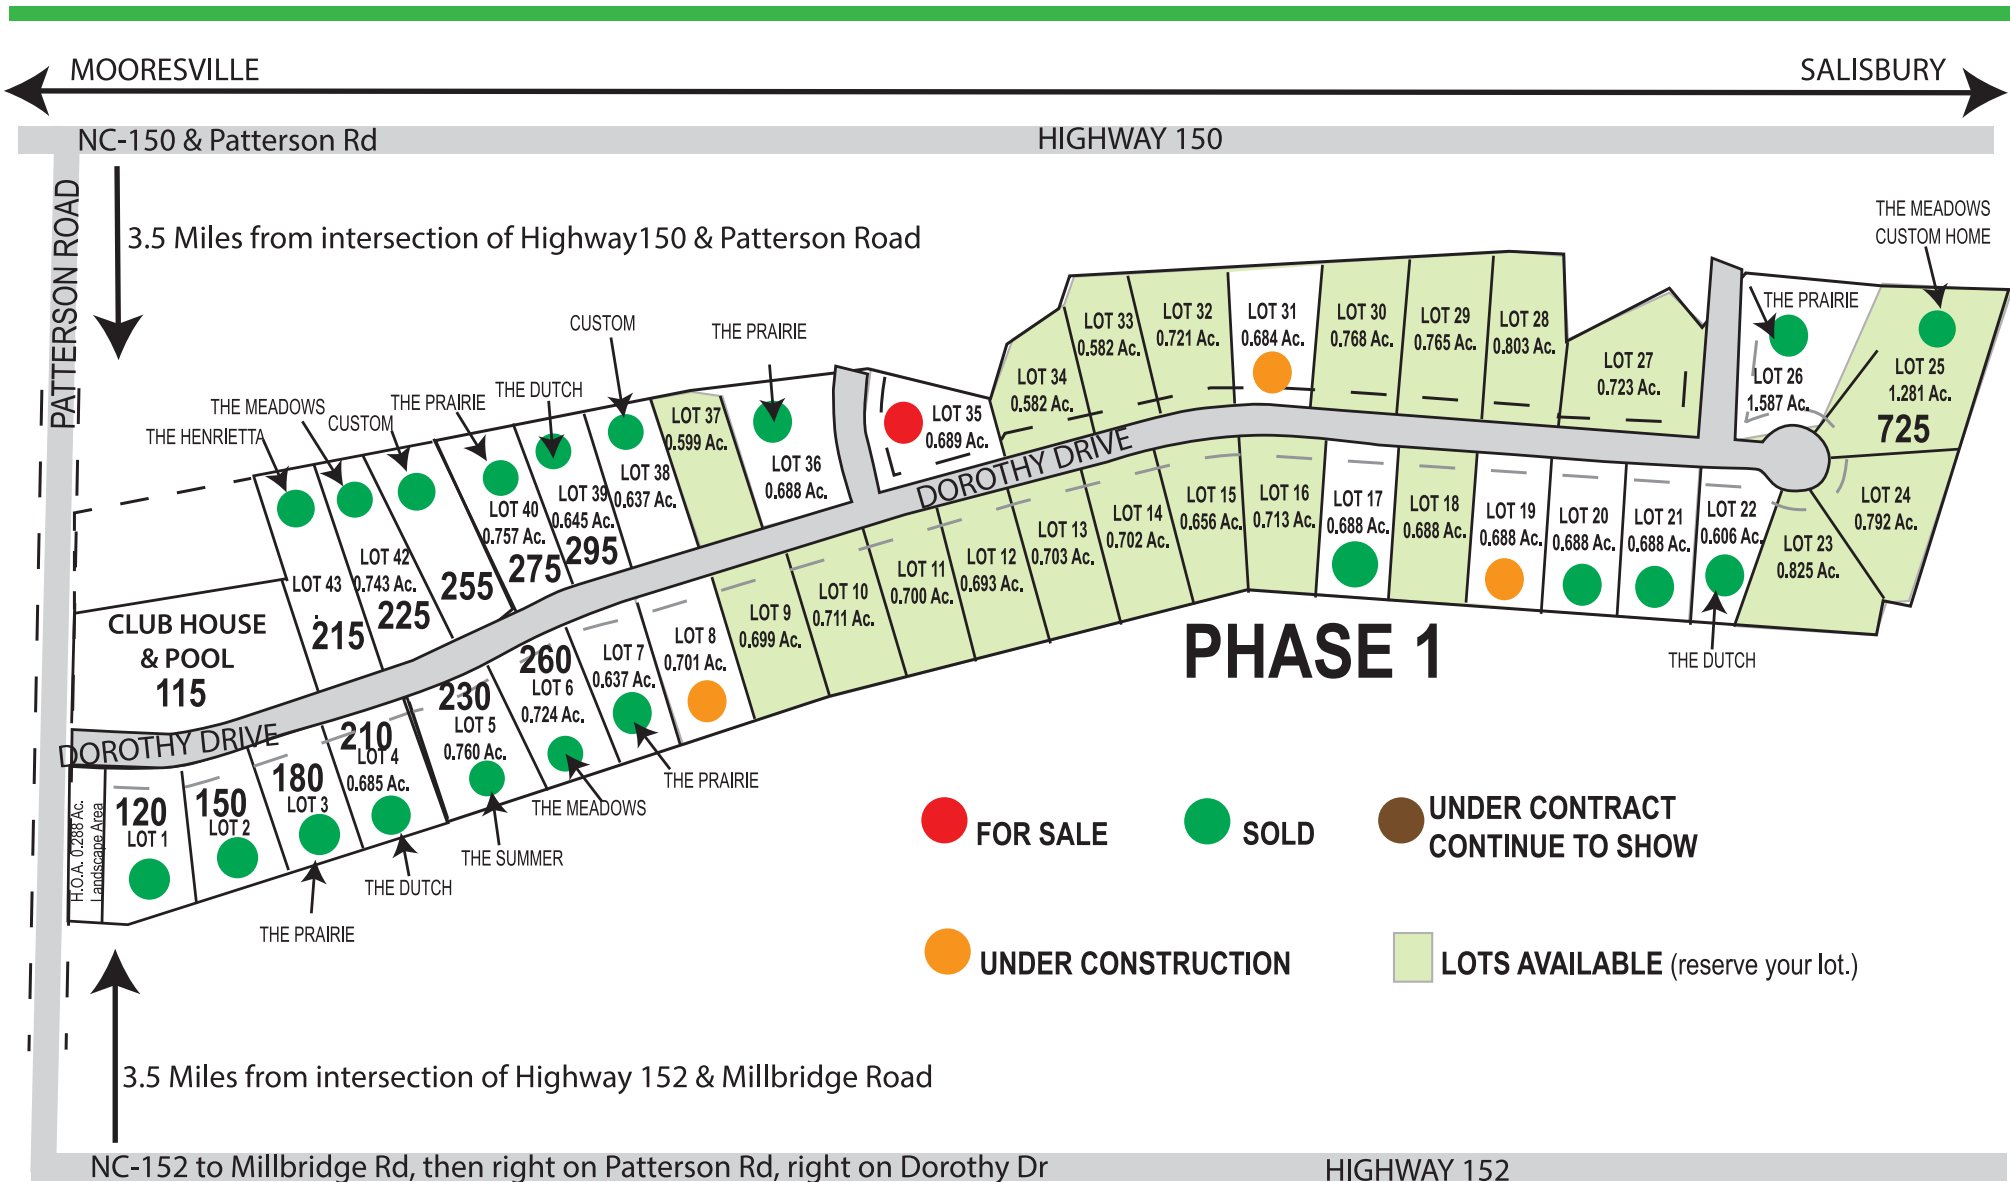 MOORESVILLE
SALISBURY
NC-150 & Patterson Rd
HIGHWAY 150
PATTERSON ROAD
3.5 Miles from intersection of Highway150 & Patterson Road
THE MEADOWS
CUSTOM HOME
THE PRAIRIE
CUSTOM
THE PRAIRIE
THE DUTCH
THE PRAIRIE
THE MEADOWS
CUSTOM
THE HENRIETTA
LOT 33
0.582 Ac.
LOT 32
0.721 Ac.
LOT 31
0.684 Ac.
LOT 30
0.768 Ac.
LOT 29
0.765 Ac.
LOT 28
0.803 Ac.
LOT 27
0.723 Ac.
LOT 26
1.587 Ac.
LOT 25
1.281 Ac.
725
LOT 34
0.582 Ac.
LOT 35
0.689 Ac.
LOT 36
0.688 Ac.
LOT 37
0.599 Ac.
LOT 38
0.637 Ac.
LOT 39
0.645 Ac.
295
LOT 40
0.757 Ac.
275
255
LOT 42
0.743 Ac.
225
LOT 43
215
CLUB HOUSE
& POOL
115
DOROTHY DRIVE
DOROTHY DRIVE
H.O.A. 0.288 Ac.
Landscape Area
120
LOT 1
150
LOT 2
180
LOT 3
210
LOT 4
0.685 Ac.
230
LOT 5
0.760 Ac.
260
LOT 6
0.724 Ac.
LOT 7
0.637 Ac.
LOT 8
0.701 Ac.
LOT 9
0.699 Ac.
LOT 10
0.711 Ac.
LOT 11
0.700 Ac.
LOT 12
0.693 Ac.
LOT 13
0.703 Ac.
LOT 14
0.702 Ac.
LOT 15
0.656 Ac.
LOT 16
0.713 Ac.
LOT 17
0.688 Ac.
LOT 18
0.688 Ac.
LOT 19
0.688 Ac.
LOT 20
0.688 Ac.
LOT 21
0.688 Ac.
LOT 22
0.606 Ac.
LOT 23
0.825 Ac.
LOT 24
0.792 Ac.
THE DUTCH
PHASE 1
THE PRAIRIE
THE MEADOWS
THE SUMMER
THE DUTCH
THE PRAIRIE
FOR SALE
SOLD
UNDER CONTRACT
CONTINUE TO SHOW
UNDER CONSTRUCTION
LOTS AVAILABLE (reserve your lot.)
3.5 Miles from intersection of Highway 152 & Millbridge Road
NC-152 to Millbridge Rd, then right on Patterson Rd, right on Dorothy Dr
HIGHWAY 152